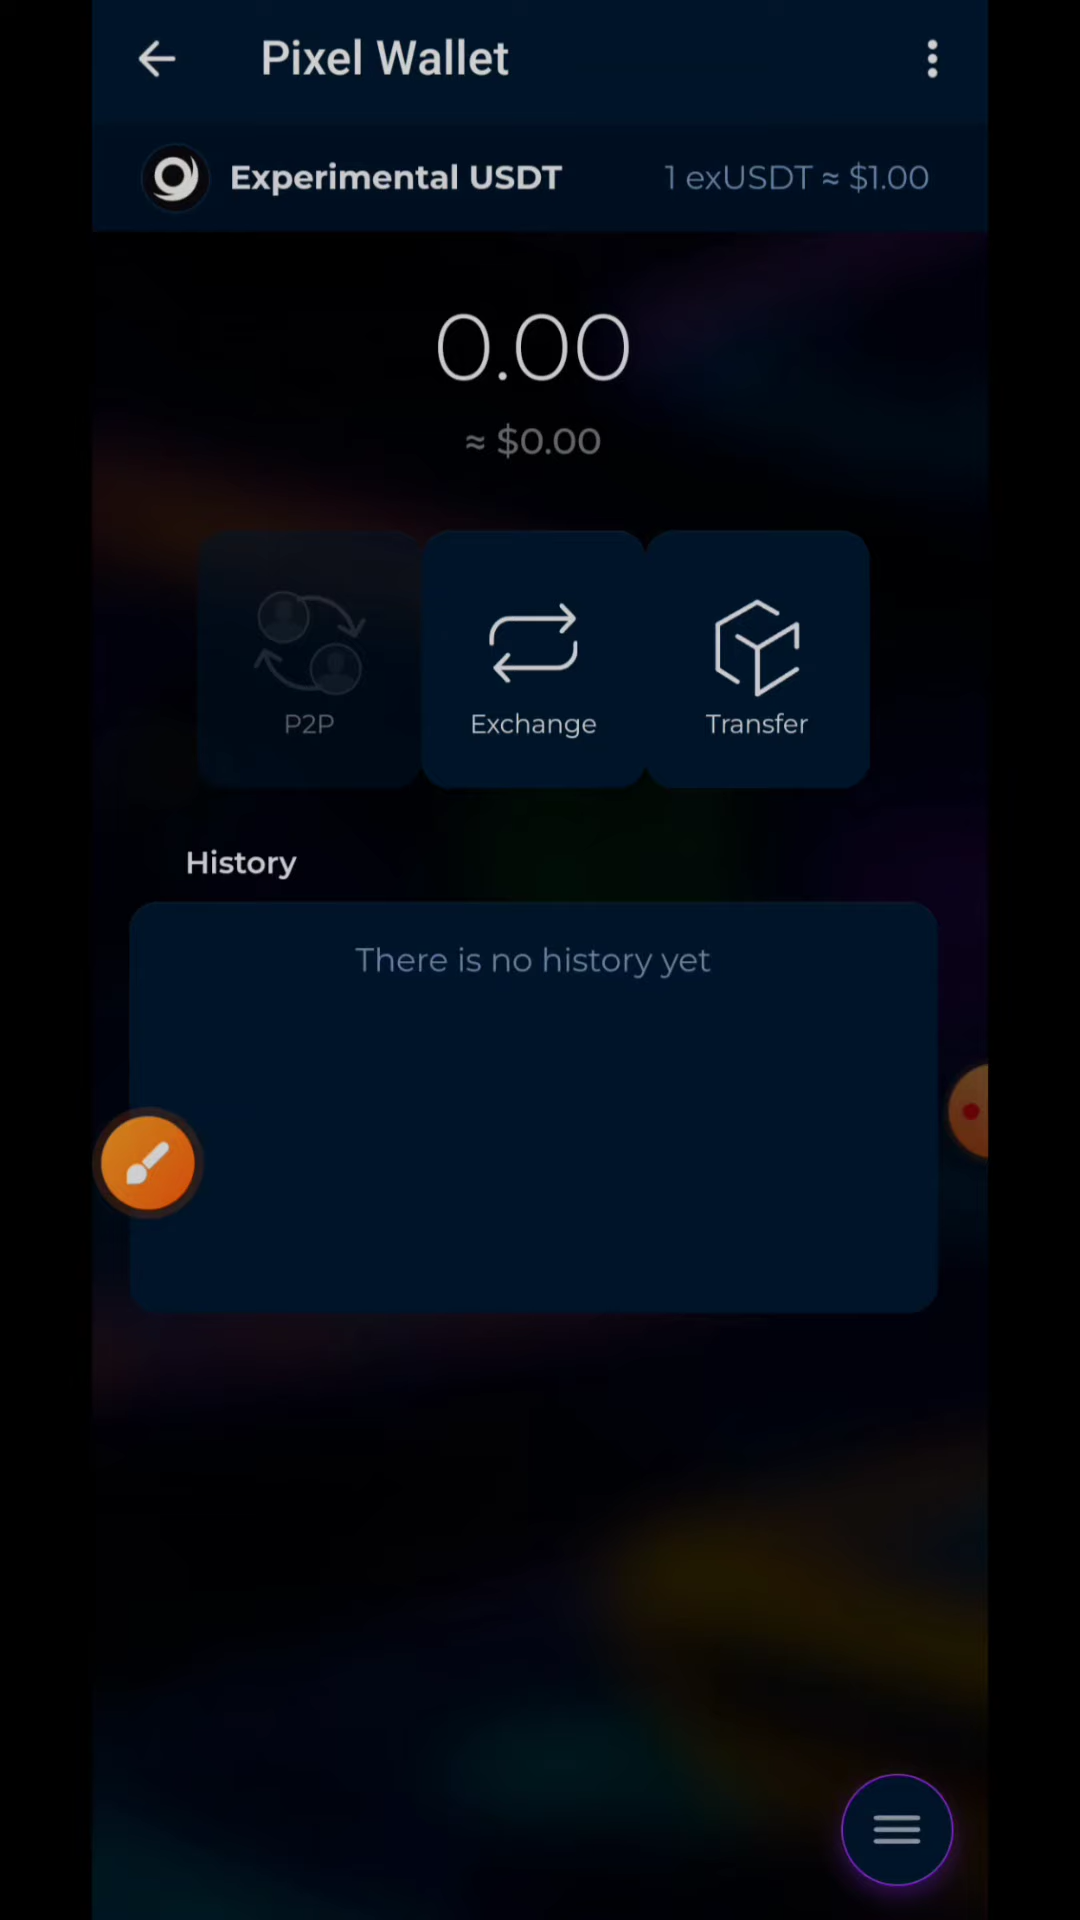 Pixel Wallet
Experimental USDT 1 exUSDT ≈ $1.00
0.00
≈ $0.00
P2P Exchange Transfer
History
There is no history yet